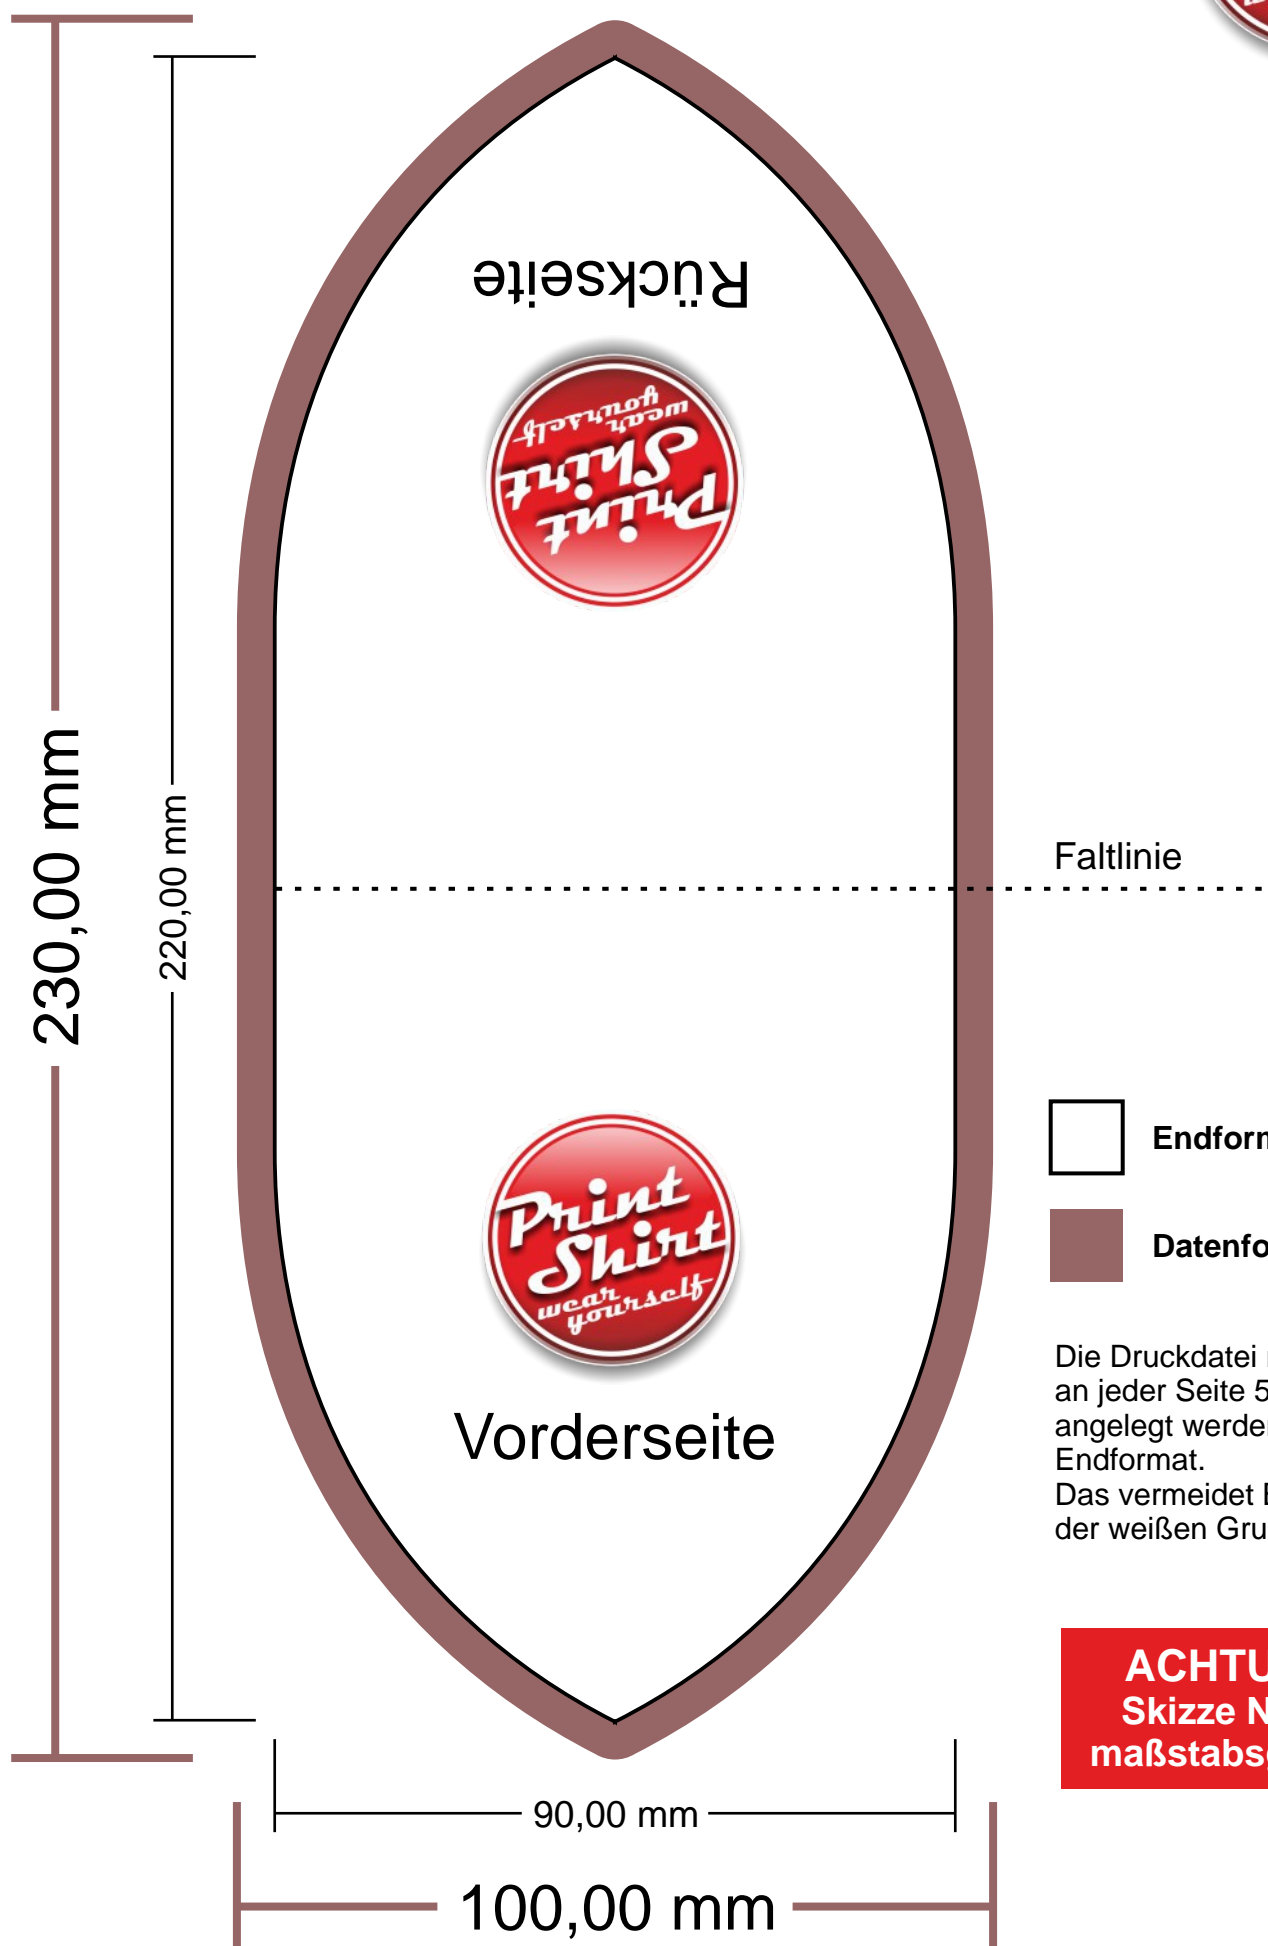 Rückseite
Print
Shirt
wear
yourself
230,00 mm
220,00 mm
Faltlinie
Print
Shirt
wear
yourself
Vorderseite
Endform
Datenfo
Die Druckdatei
an jeder Seite 5
angelegt werde
Endformat.
Das vermeidet
der weißen Gru
ACHTU
Skizze N
maßstabs
90,00 mm
100,00 mm